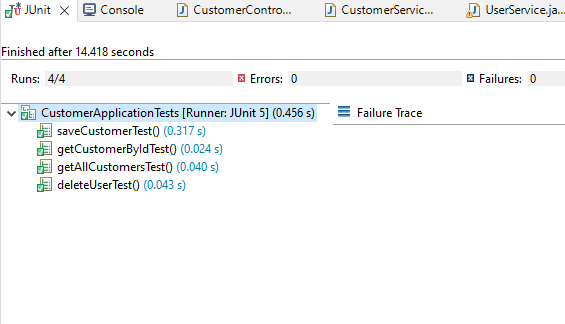 JUnit Console CustomerContro... CustomerServic... UserService.ja...
Finished after 14.418 seconds
Runs: 4/4 Errors: 0 Failures: 0
CustomerApplicationTests [Runner: JUnit 5] (0.456 s) Failure Trace
saveCustomerTest() (0.317 s)
getCustomerByIdTest() (0.024 s)
getAllCustomersTest() (0.040 s)
deleteUserTest() (0.043 s)